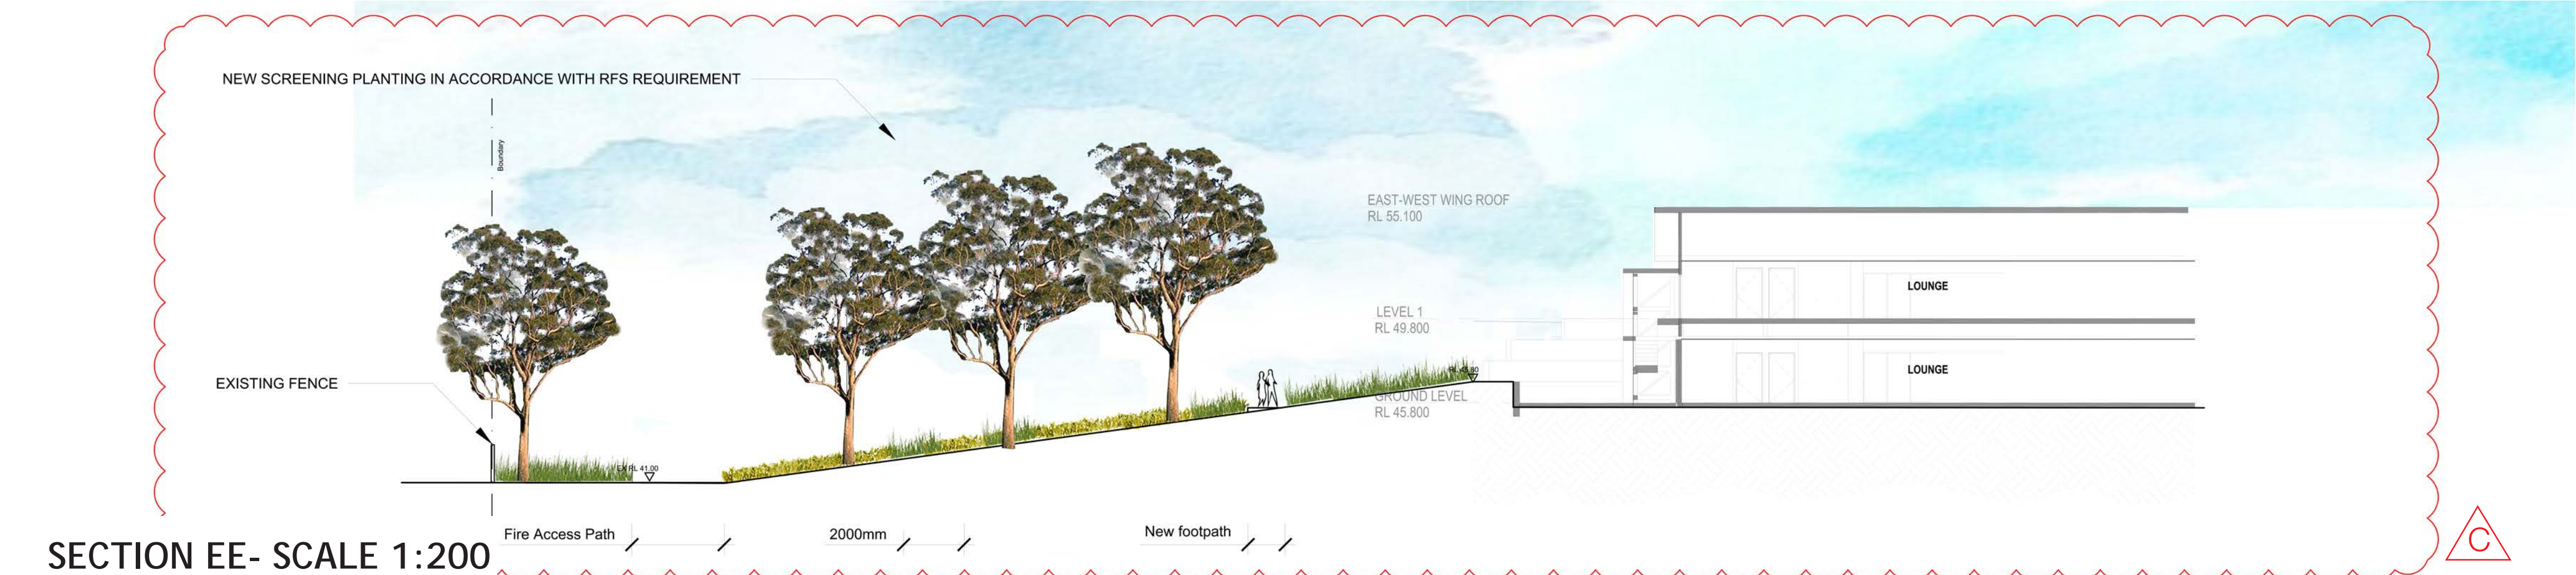 NEW SCREENING PLANTING IN ACCORDANCE WITH RFS REQUIREMENT
Boundary
EAST-WEST WING ROOF
RL 55.100
LOUNGE
LEVEL 1
RL 49.800
EXISTING FENCE
LOUNGE
GROUND LEVEL
RL 45.800
EX RL 41.00
Fire Access Path
2000mm
New footpath
SECTION EE- SCALE 1:200
C